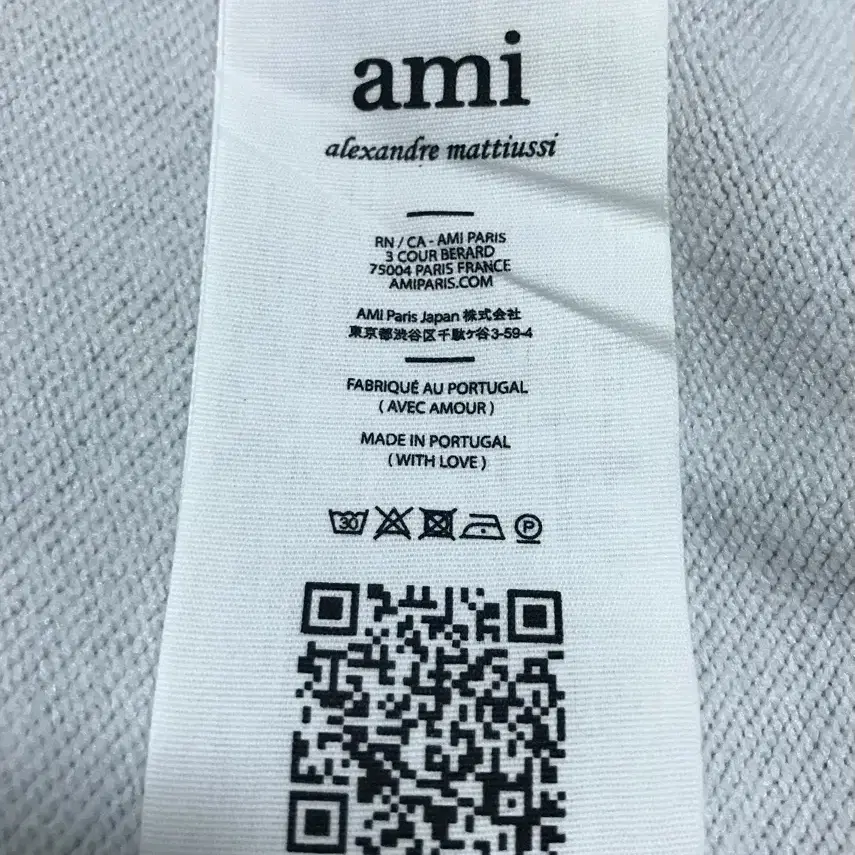 ami
alexandre mattiussi
RN / CA - AMI PARIS
3 COUR BERARD
75004 PARIS FRANCE
AMIPARIS.COM
AMI Paris Japan 株式会社
東京都渋谷区千駄ヶ谷3-59-4
FABRIQUÉ AU PORTUGAL
( AVEC AMOUR )
MADE IN PORTUGAL
( WITH LOVE )
30 P